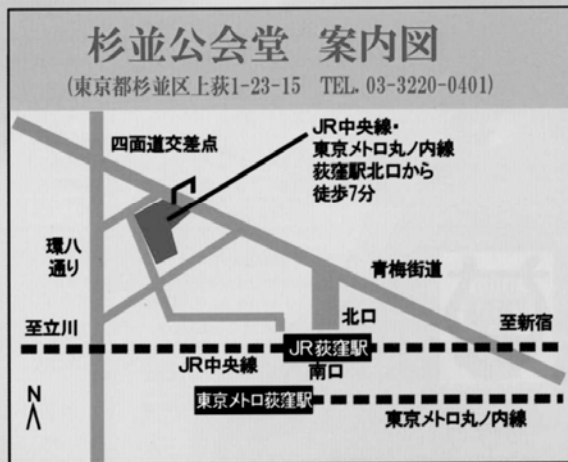 杉並公会堂 案内図
(東京都杉並区上荻1-23-15 TEL. 03-3220-0401)
四面道交差点
JR中央線・
東京メトロ丸ノ内線
荻窪駅北口から
徒歩7分
環八
通り
青梅街道
北口
至立川
至新宿
JR荻窪駅
JR中央線
南口
N
東京メトロ荻窪駅
東京メトロ丸ノ内線